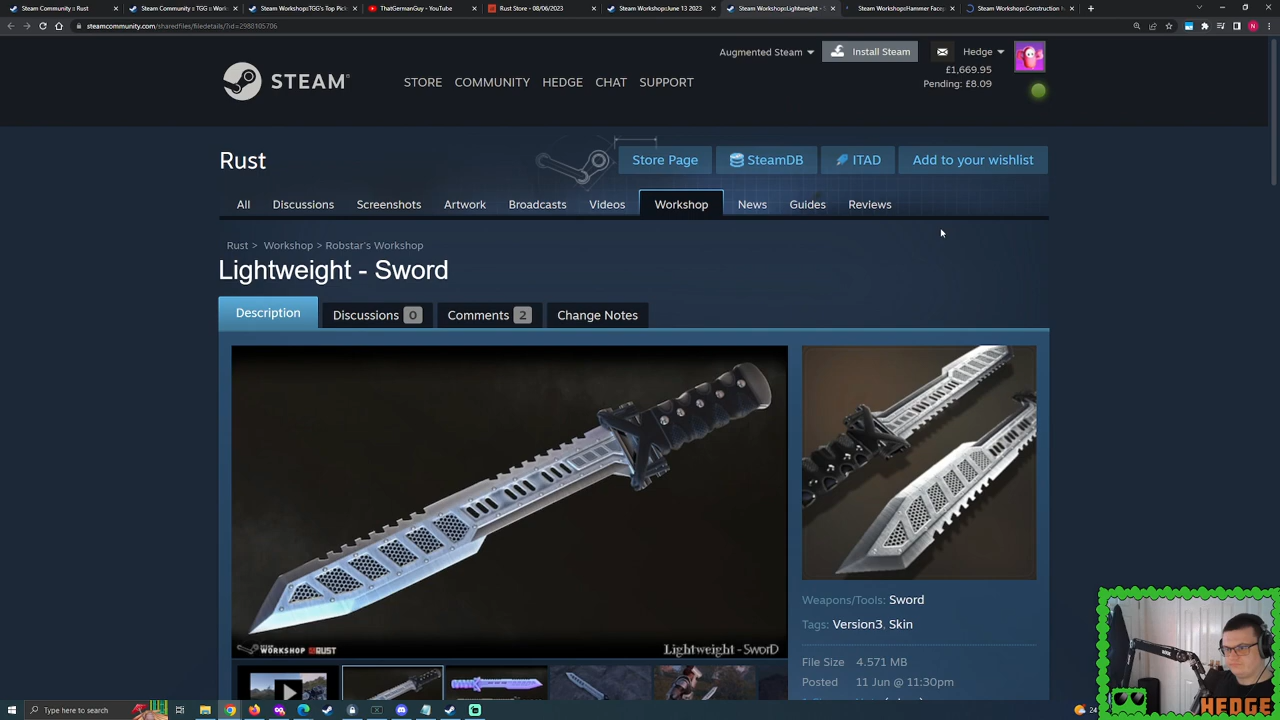 Steam Community :: Rust
Steam Community :: TGG :: W
Steam Workshop::TGG's Top Pick
ThatGermanGuy - YouTube
Rust Store - 08/06/2023
Steam Workshop::June 13 2023
Steam Workshop::Lightweight - S
Steam Workshop::Hammer Facep
Steam Workshop::Construction H
steamcommunity.com/sharedfiles/filedetails/?id=2988105706
Augmented Steam
Install Steam
Hedge
£1,669.95
Pending: £8.09
STEAM®
STORE COMMUNITY HEDGE CHAT SUPPORT
Rust
Store Page
SteamDB
ITAD
Add to your wishlist
All Discussions Screenshots Artwork Broadcasts Videos Workshop News Guides Reviews
Rust > Workshop > Robstar's Workshop
Lightweight - Sword
Description
Discussions 0
Comments 2
Change Notes
STEAM WORKSHOP RUST
Lightweight - SworD
Weapons/Tools: Sword
Tags: Version3, Skin
File Size 4.571 MB
Posted 11 Jun @ 11:30pm
Type here to search
24
HEDGE